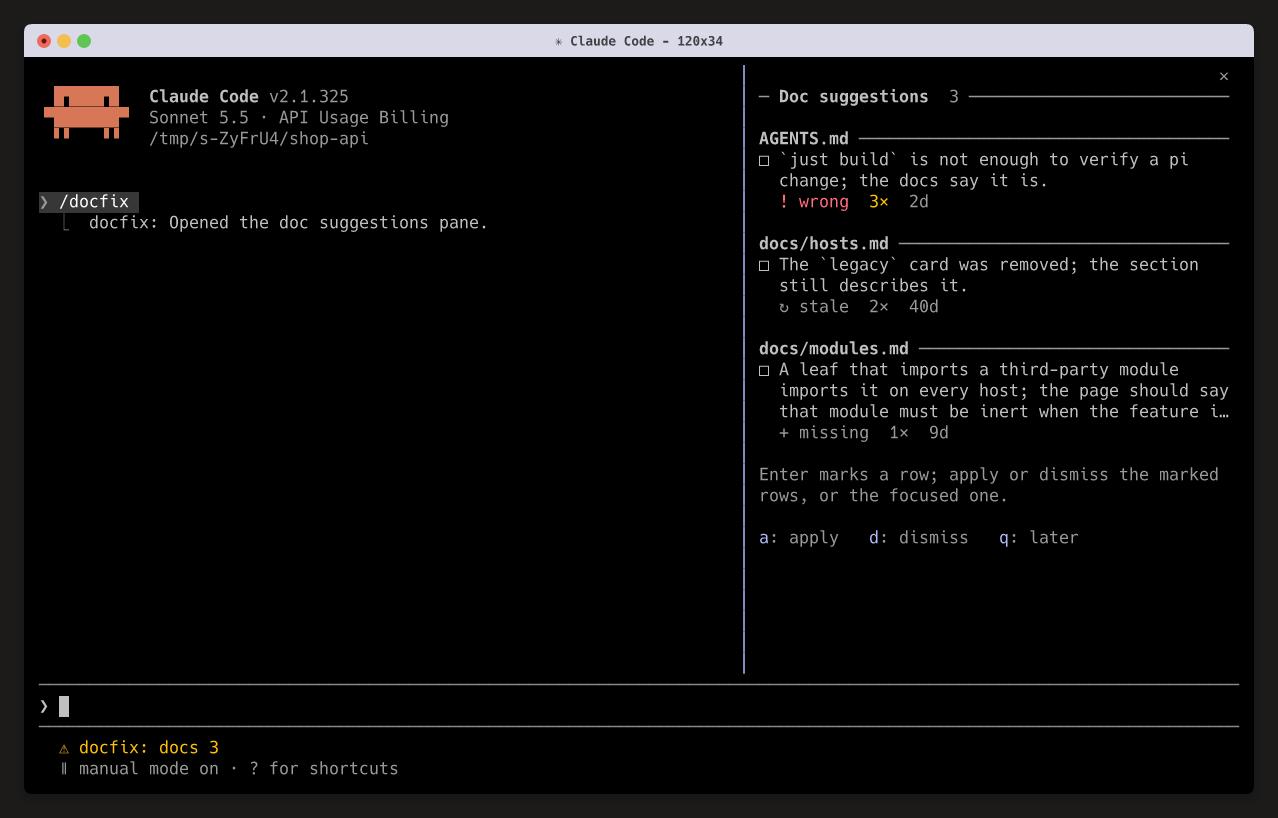 ✳ Claude Code - 120x34
Claude Code v2.1.325
Sonnet 5.5 · API Usage Billing
/tmp/s-ZyFrU4/shop-api
❯ /docfix
⎿ docfix: Opened the doc suggestions pane.
×
─ Doc suggestions 3 ─
AGENTS.md
□ `just build` is not enough to verify a pi
change; the docs say it is.
! wrong 3× 2d
docs/hosts.md
□ The `legacy` card was removed; the section
still describes it.
↻ stale 2× 40d
docs/modules.md
□ A leaf that imports a third-party module
imports it on every host; the page should say
that module must be inert when the feature i…
+ missing 1× 9d
Enter marks a row; apply or dismiss the marked
rows, or the focused one.
a: apply d: dismiss q: later
❯
⚠ docfix: docs 3
‖ manual mode on · ? for shortcuts